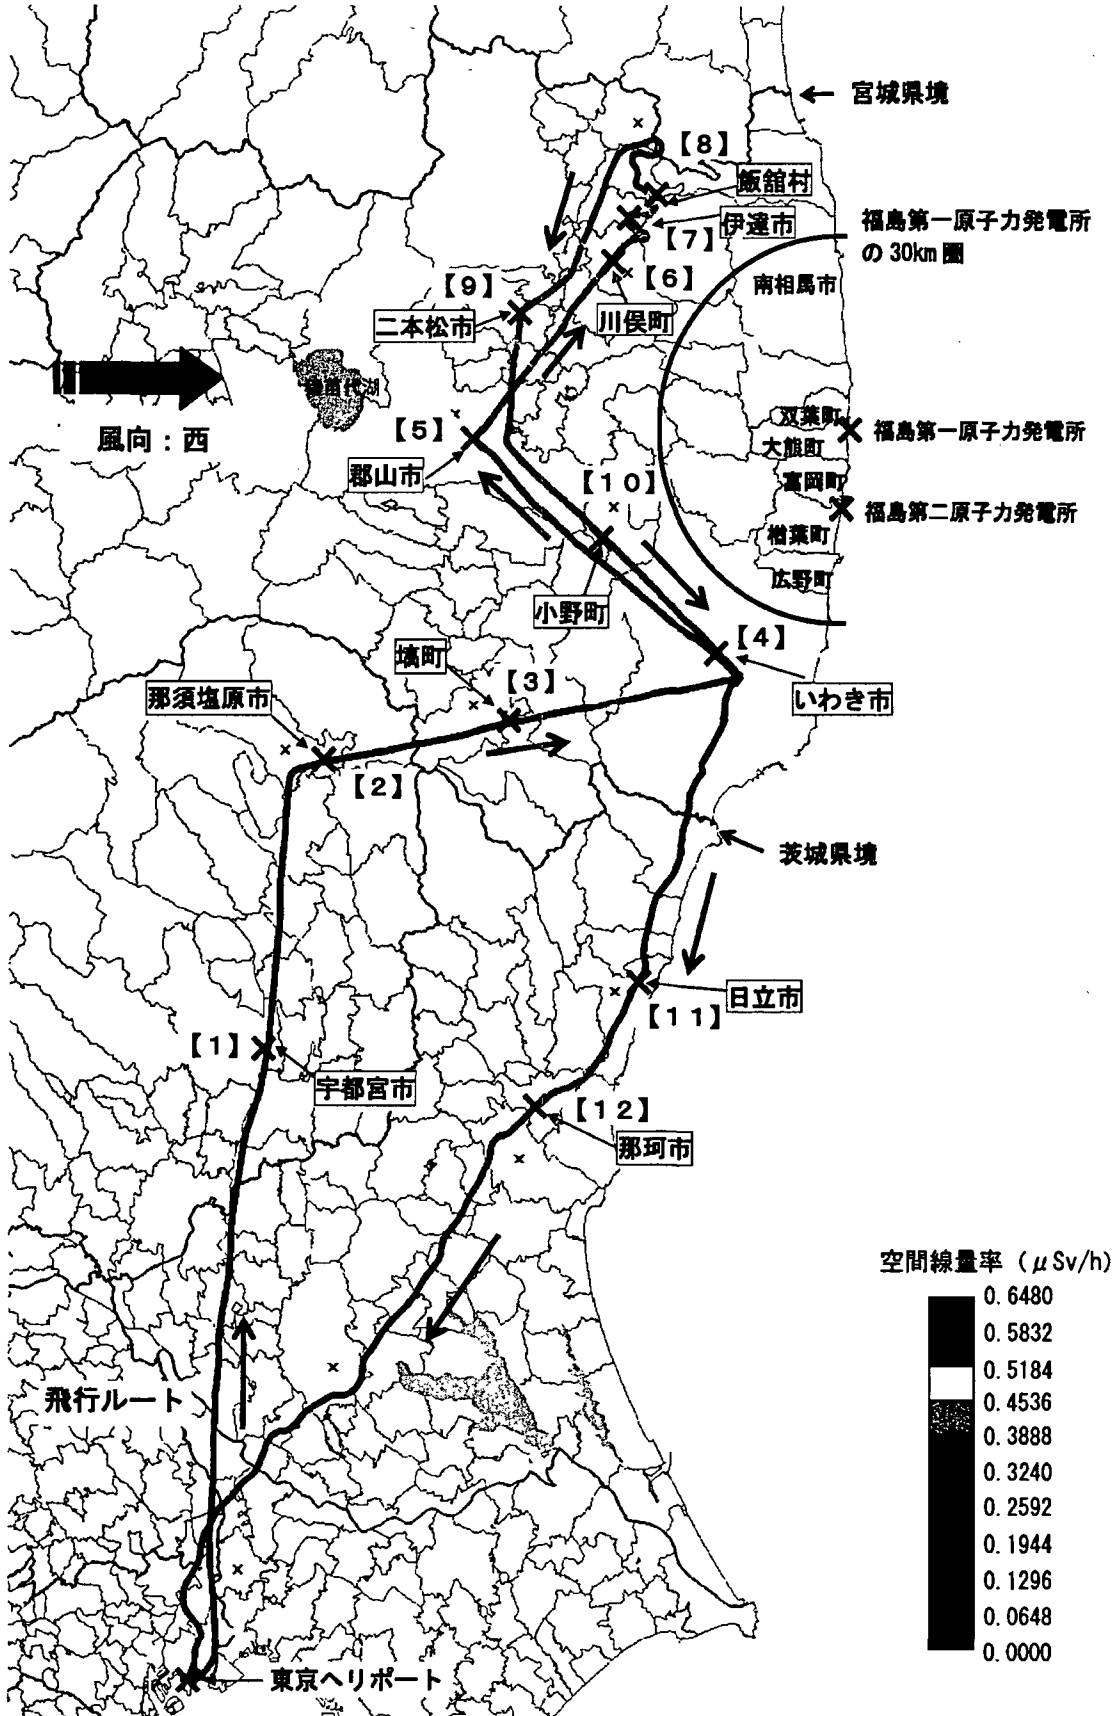 宮城県境
【8】
飯舘村
伊達市
【7】
福島第一原子力発電所
の 30km 圏
【6】
南相馬市
【9】
二本松市
川俣町
猪苗代湖
風向：西
【5】
双葉町
福島第一原子力発電所
大熊町
郡山市
【10】
富岡町
福島第二原子力発電所
楢葉町
広野町
小野町
【4】
塙町
【3】
那須塩原市
いわき市
【2】
茨城県境
日立市
【11】
【1】
宇都宮市
【12】
那珂市
空間線量率（μSv/h）
0.6480
0.5832
0.5184
0.4536
0.3888
0.3240
0.2592
0.1944
0.1296
0.0648
0.0000
飛行ルート
東京ヘリポート